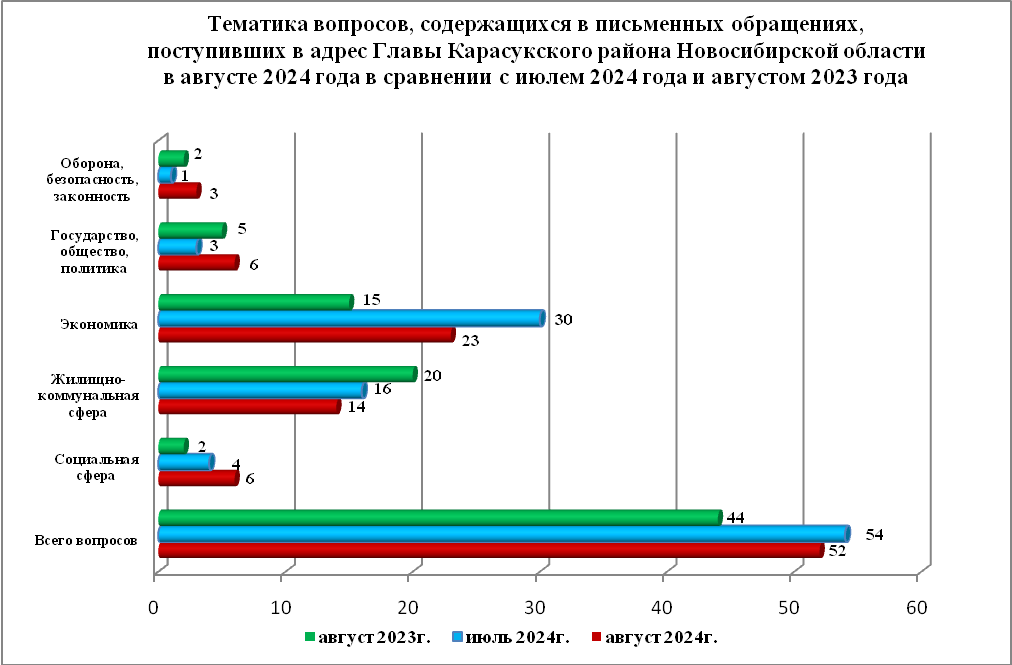 Тематика вопросов, содержащихся в письменных обращениях,
поступивших в адрес Главы Карасукского района Новосибирской области
в августе 2024 года в сравнении с июлем 2024 года и августом 2023 года
Оборона,
безопасность,
законность
2
1
3
Государство,
общество,
политика
5
3
6
Экономика
15
30
23
Жилищно-
коммунальная
сфера
20
16
14
Социальная
сфера
2
4
6
Всего вопросов
44
54
52
0 10 20 30 40 50 60
август 2023г. июль 2024г. август 2024г.